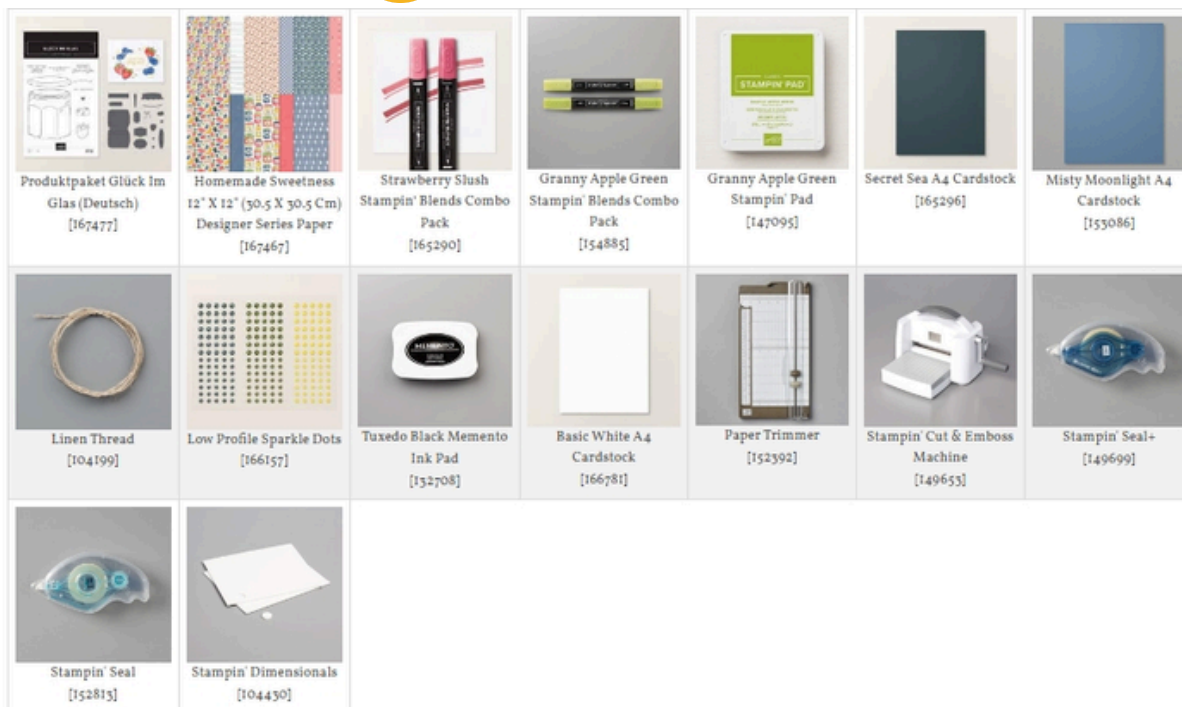 Produktpaket Glück Im
Glas (Deutsch)
[167477]
Homemade Sweetness
12" X 12" (30.5 X 30.5 Cm)
Designer Series Paper
[167467]
Strawberry Slush
Stampin' Blends Combo
Pack
[165290]
Granny Apple Green
Stampin' Blends Combo
Pack
[154885]
STAMPIN' PAD
Granny Apple Green
Stampin' Pad
[147095]
Secret Sea A4 Cardstock
[165296]
Misty Moonlight A4
Cardstock
[153086]
Linen Thread
[104199]
Low Profile Sparkle Dots
[166157]
MEMENTO
Tuxedo Black Memento
Ink Pad
[132708]
Basic White A4
Cardstock
[166781]
Paper Trimmer
[152392]
Stampin' Cut & Emboss
Machine
[149653]
Stampin' Seal+
[149699]
Stampin' Seal
[152813]
Stampin' Dimensionals
[104430]